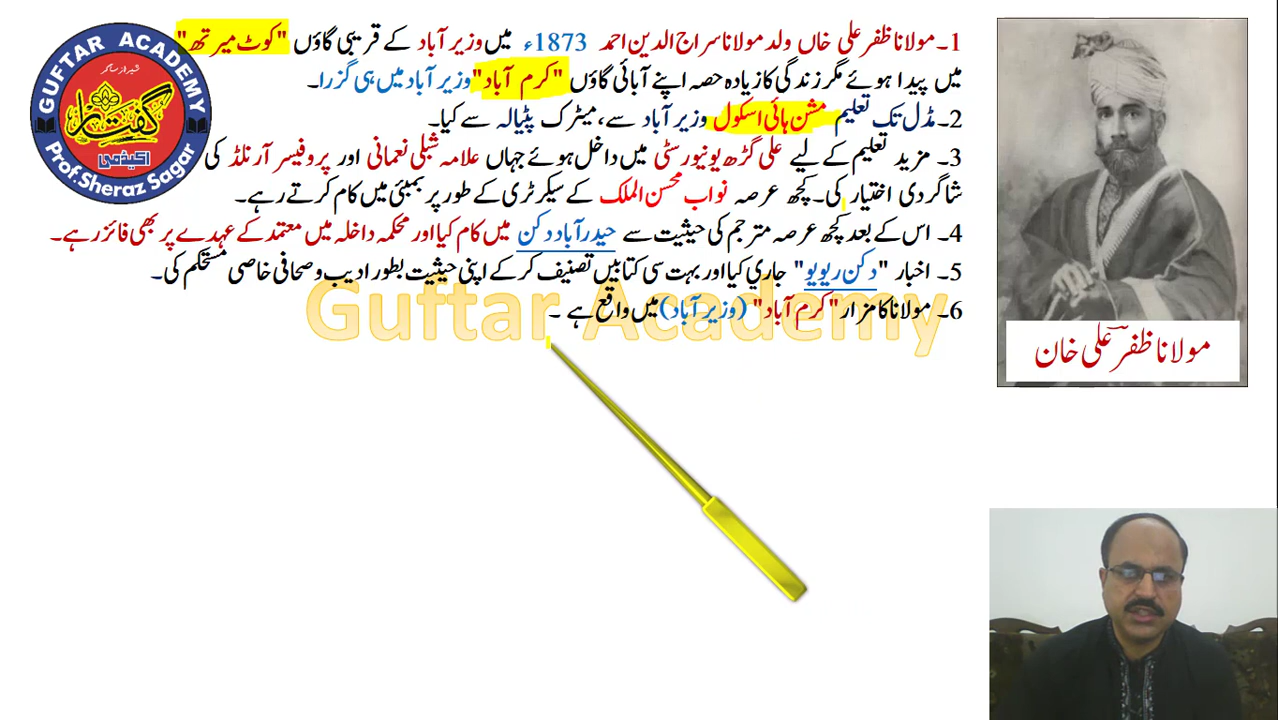 GUFTAR ACADEMY
شیراز ساگر
گفتار
اکیڈمی
Prof.Sheraz Sagar
1۔مولانا ظفر علی خاں ولد مولانا سراج الدین احمد 1873ء میں وزیر آباد کے قریبی گاؤں "کوٹ میرتھ"
میں پیدا ہوئے مگر زندگی کا زیادہ حصہ اپنے آبائی گاؤں "کرم آباد" وزیر آباد میں ہی گزرا۔
2۔مڈل تک تعلیم مشن ہائی اسکول وزیر آباد سے، میٹرک پٹیالہ سے کیا۔
3۔ مزید تعلیم کے لیے علی گڑھ یونیورسٹی میں داخل ہوئے جہاں علامہ شبلی نعمانی اور پروفیسر آرنلڈ کی
شاگردی اختیار کی۔ کچھ عرصہ نواب محسن الملک کے سیکرٹری کے طور پر بمبئی میں کام کرتے رہے۔
4۔ اس کے بعد کچھ عرصہ مترجم کی حیثیت سے حیدرآباد دکن میں کام کیا اور محکمہ داخلہ میں معتمد کے عہدے پر بھی فائز رہے۔
5۔ اخبار "دکن ریویو" جاری کیا اور بہت سی کتابیں تصنیف کر کے اپنی حیثیت بطور ادیب و صحافی خاصی مستحکم کی۔
6۔ مولانا کا مزار "کرم آباد" (وزیر آباد) میں واقع ہے ۔
Guftar Academy
مولانا ظفر علی خان